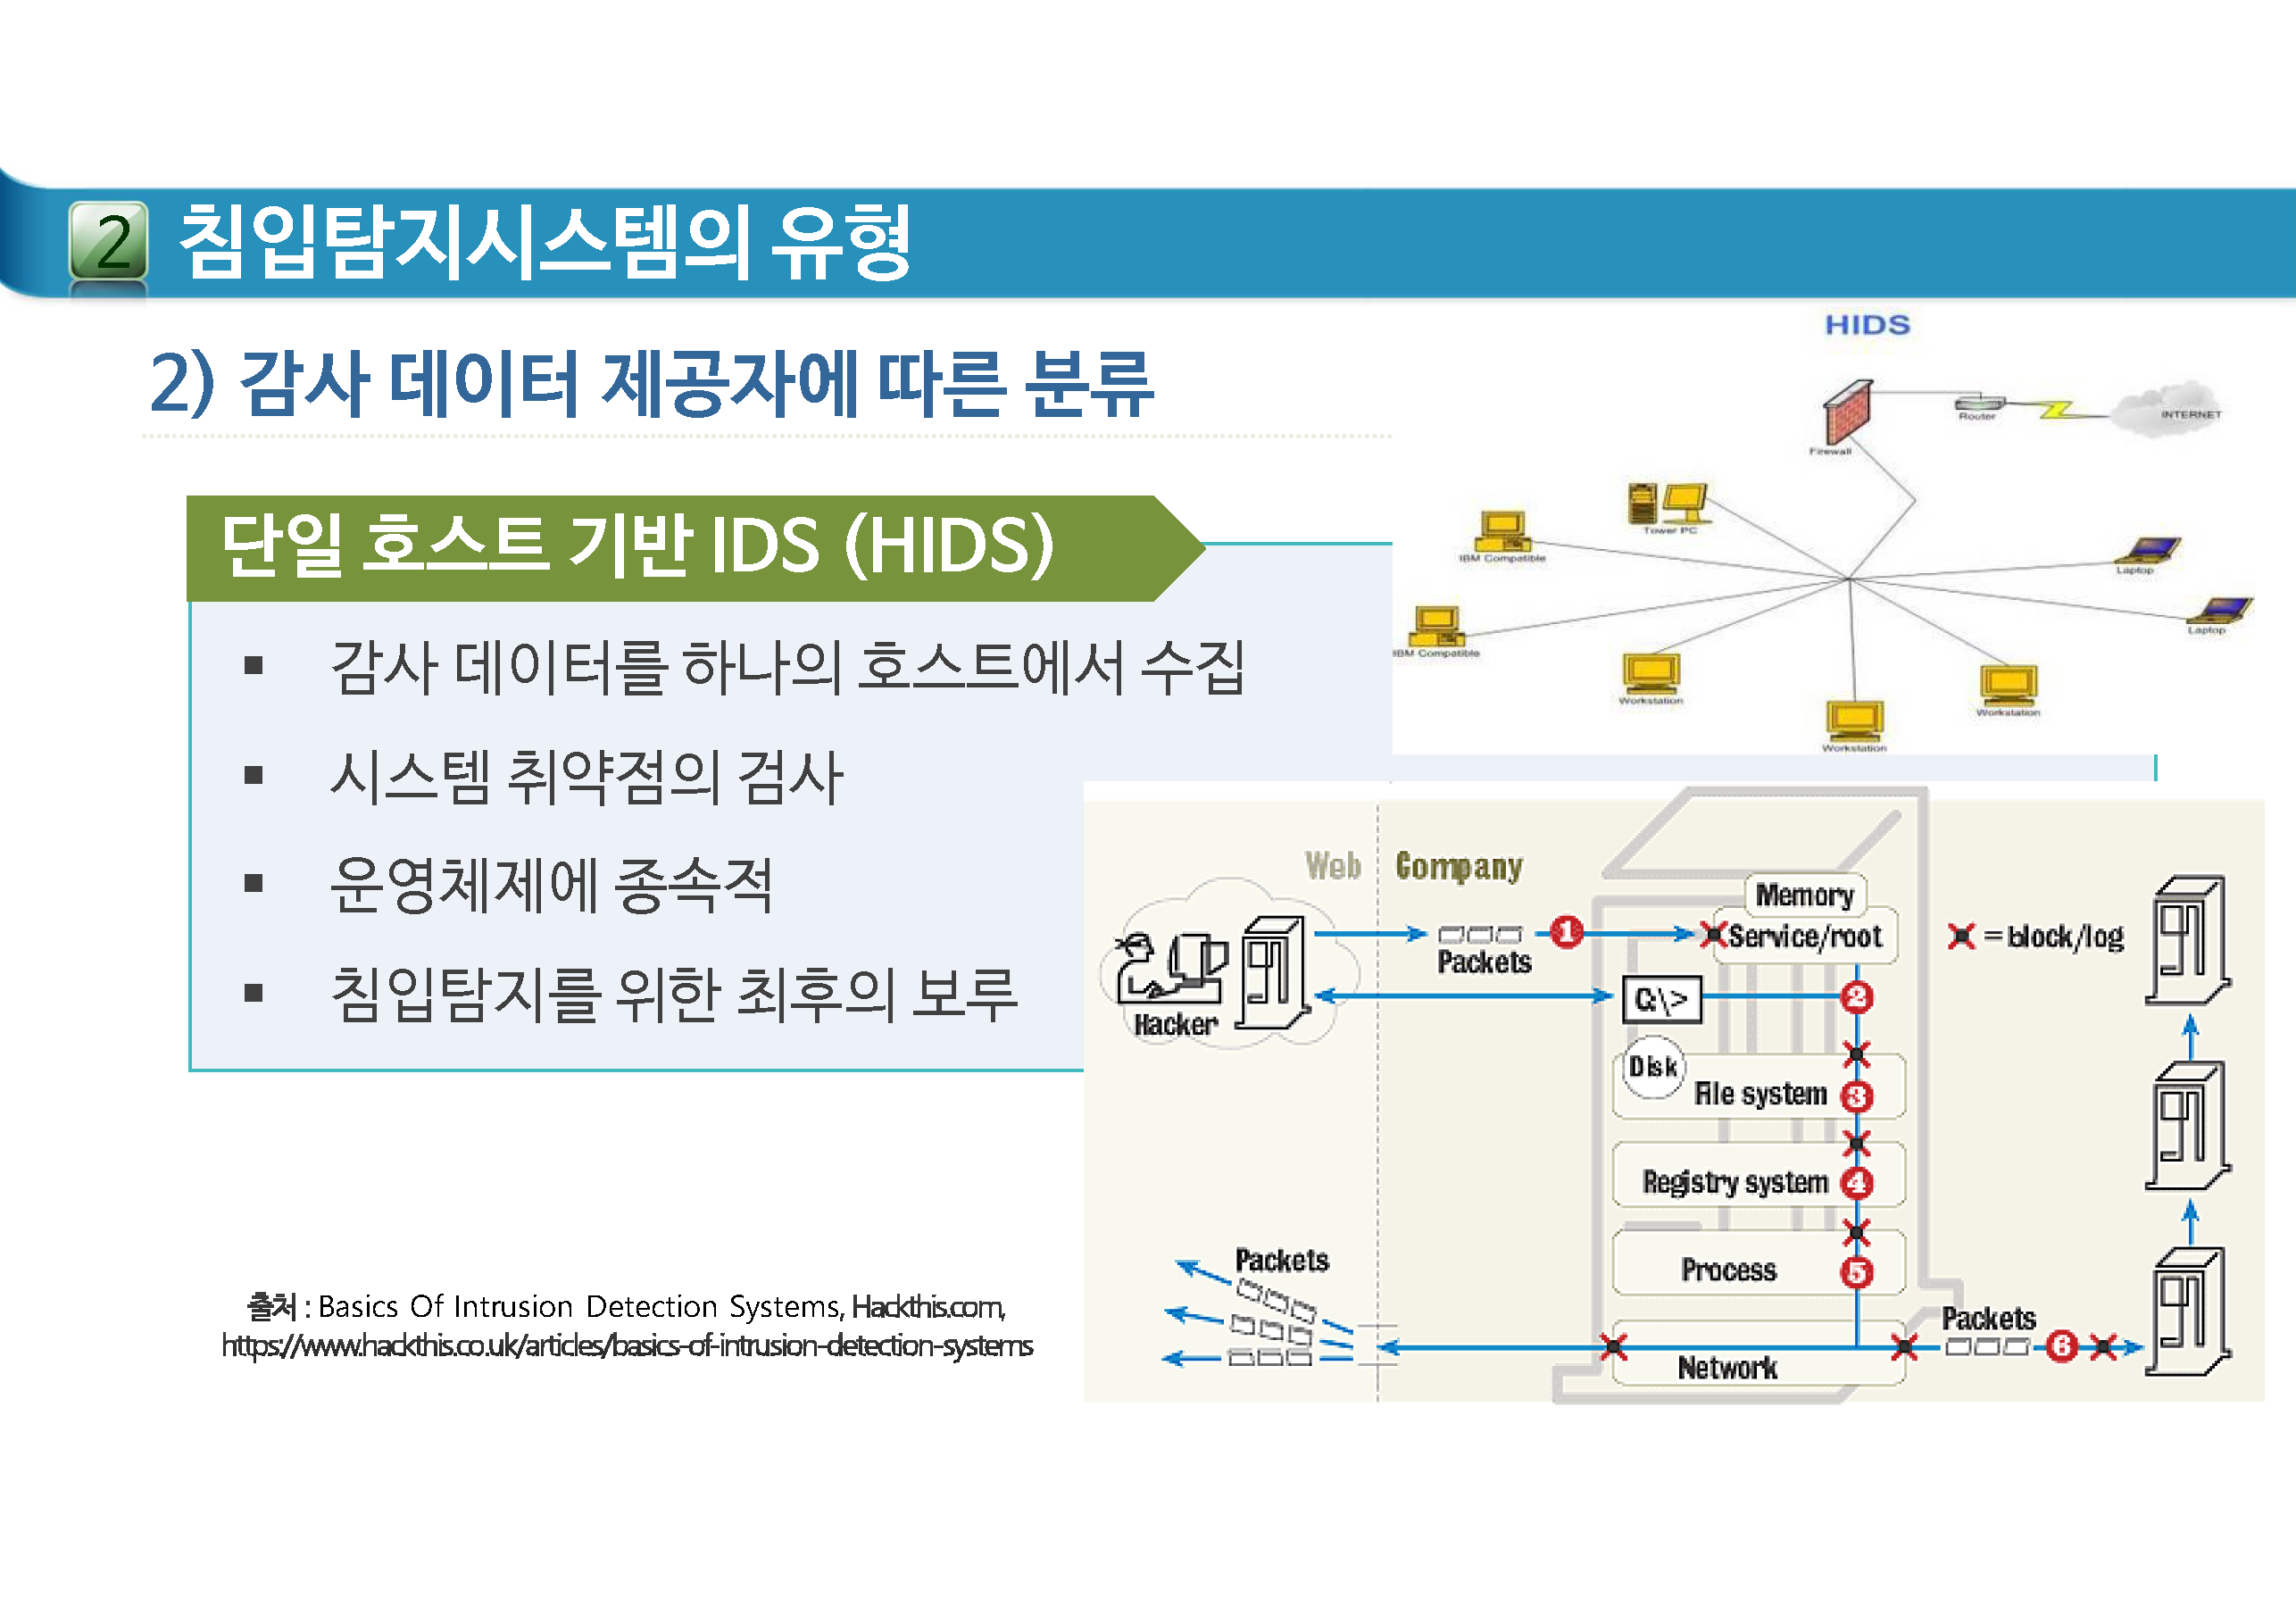 2 침입탐지시스템의 유형
2) 감사 데이터 제공자에 따른 분류
단일 호스트 기반 IDS (HIDS)
▪ 감사 데이터를 하나의 호스트에서 수집
▪ 시스템 취약점의 검사
▪ 운영체제에 종속적
▪ 침입탐지를 위한 최후의 보루
출처 : Basics Of Intrusion Detection Systems, Hackthis.com,
https://www.hackthis.co.uk/articles/basics-of-intrusion-detection-systems
HIDS
Router
INTERNET
Firewall
Tower PC
IBM Compatible
Laptop
Laptop
IBM Compatible
Workstation
Workstation
Workstation
Web
Company
Memory
1
Service/root
= block/log
Packets
C:\>
2
Hacker
Disk
File system 3
Registry system 4
Process 5
Packets
Packets
6
Network